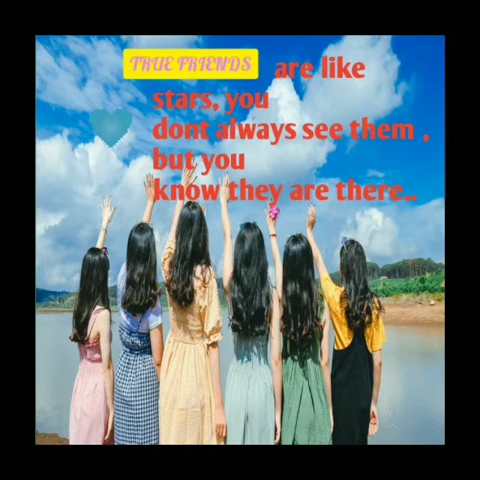 TRUE FRIENDS are like
stars, you
dont always see them ,
but you
know they are there..